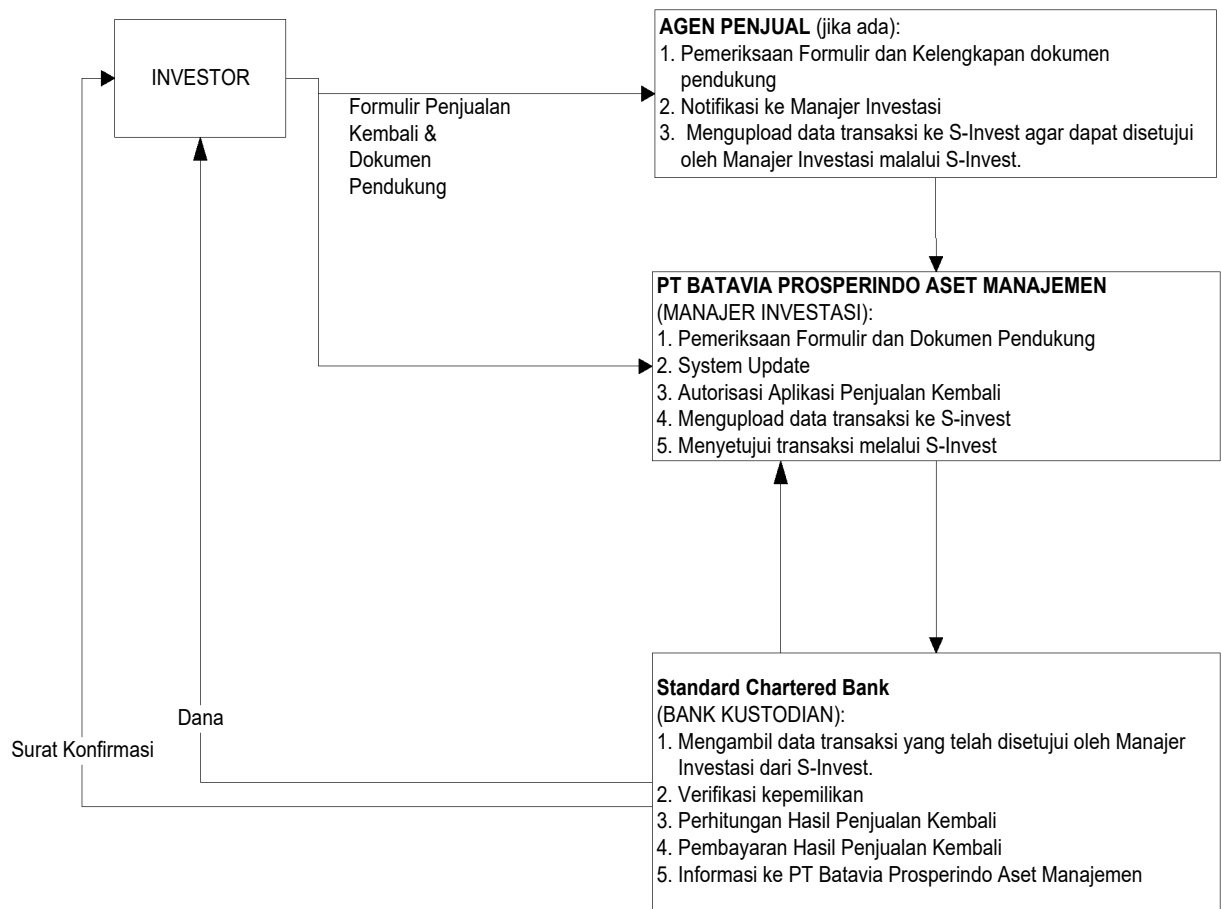 INVESTOR
Formulir Penjualan
Kembali &
Dokumen
Pendukung
AGEN PENJUAL (jika ada):
1. Pemeriksaan Formulir dan Kelengkapan dokumen
pendukung
2. Notifikasi ke Manajer Investasi
3. Mengupload data transaksi ke S-Invest agar dapat disetujui
oleh Manajer Investasi malalui S-Invest.
PT BATAVIA PROSPERINDO ASET MANAJEMEN
(MANAJER INVESTASI):
1. Pemeriksaan Formulir dan Dokumen Pendukung
2. System Update
3. Autorisasi Aplikasi Penjualan Kembali
4. Mengupload data transaksi ke S-invest
5. Menyetujui transaksi melalui S-Invest
Dana
Surat Konfirmasi
Standard Chartered Bank
(BANK KUSTODIAN):
1. Mengambil data transaksi yang telah disetujui oleh Manajer
Investasi dari S-Invest.
2. Verifikasi kepemilikan
3. Perhitungan Hasil Penjualan Kembali
4. Pembayaran Hasil Penjualan Kembali
5. Informasi ke PT Batavia Prosperindo Aset Manajemen